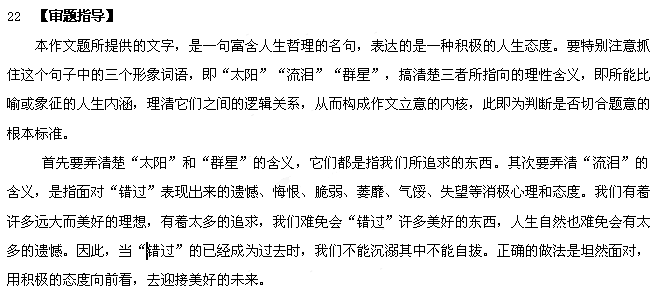 22 【审题指导】
本作文题所提供的文字，是一句富含人生哲理的名句，表达的是一种积极的人生态度。要特别注意抓
住这个句子中的三个形象词语，即“太阳”“流泪”“群星”，搞清楚三者所指向的理性含义，即所能比
喻或象征的人生内涵，理清它们之间的逻辑关系，从而构成作文立意的内核，此即为判断是否切合题意的
根本标准。
首先要弄清楚“太阳”和“群星”的含义，它们都是指我们所追求的东西。其次要弄清“流泪”的
含义，是指面对“错过”表现出来的遗憾、悔恨、脆弱、萎靡、气馁、失望等消极心理和态度。我们有着
许多远大而美好的理想，有着太多的追求，我们难免会“错过”许多美好的东西，人生自然也难免会有太
多的遗憾。因此，当“错过”的已经成为过去时，我们不能沉溺其中不能自拔。正确的做法是坦然面对，
用积极的态度向前看，去迎接美好的未来。